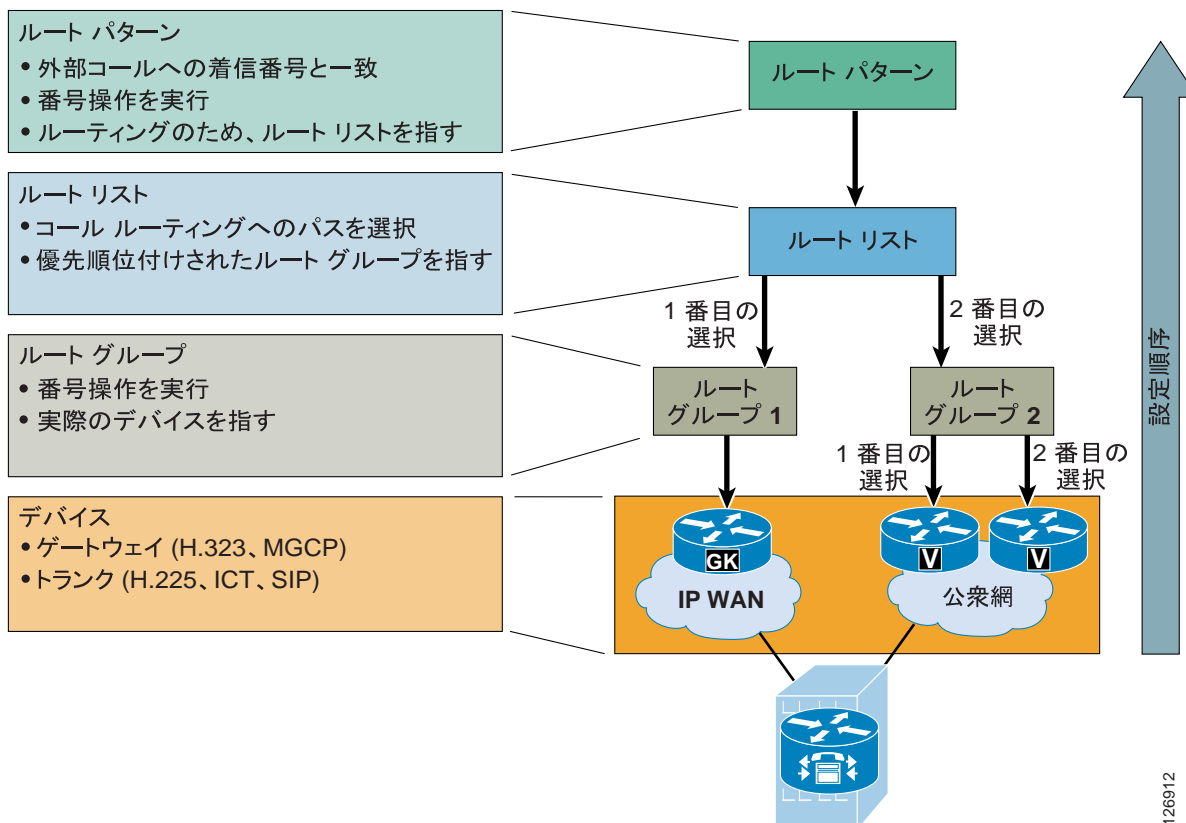 ルート パターン
• 外部コールへの着信番号と一致
• 番号操作を実行
• ルーティングのため、ルート リストを指す
ルート リスト
• コール ルーティングへのパスを選択
• 優先順位付けされたルート グループを指す
ルート グループ
• 番号操作を実行
• 実際のデバイスを指す
デバイス
• ゲートウェイ (H.323、MGCP)
• トランク (H.225、ICT、SIP)
ルート パターン
ルート リスト
1 番目の
選択
2 番目の
選択
ルート
グループ 1
ルート
グループ 2
1 番目の
選択
2 番目の
選択
GK
IP WAN
V
V
公衆網
設定順序
126912